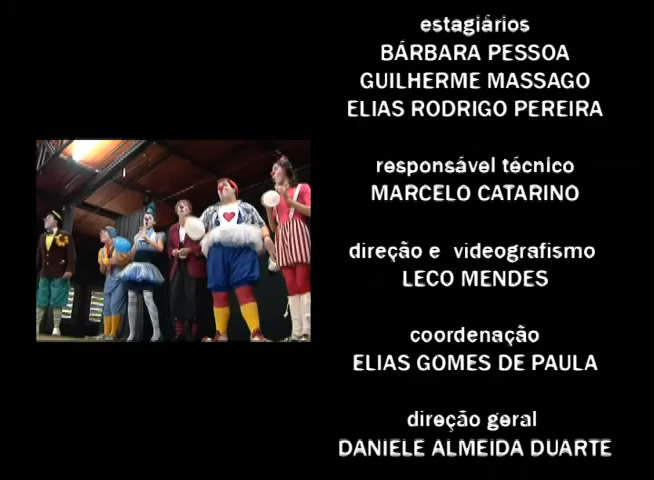 estagiários
BÁRBARA PESSOA
GUILHERME MASSAGO
ELIAS RODRIGO PEREIRA
responsável técnico
MARCELO CATARINO
direção e videografismo
LECO MENDES
coordenação
ELIAS GOMES DE PAULA
direção geral
DANIELE ALMEIDA DUARTE